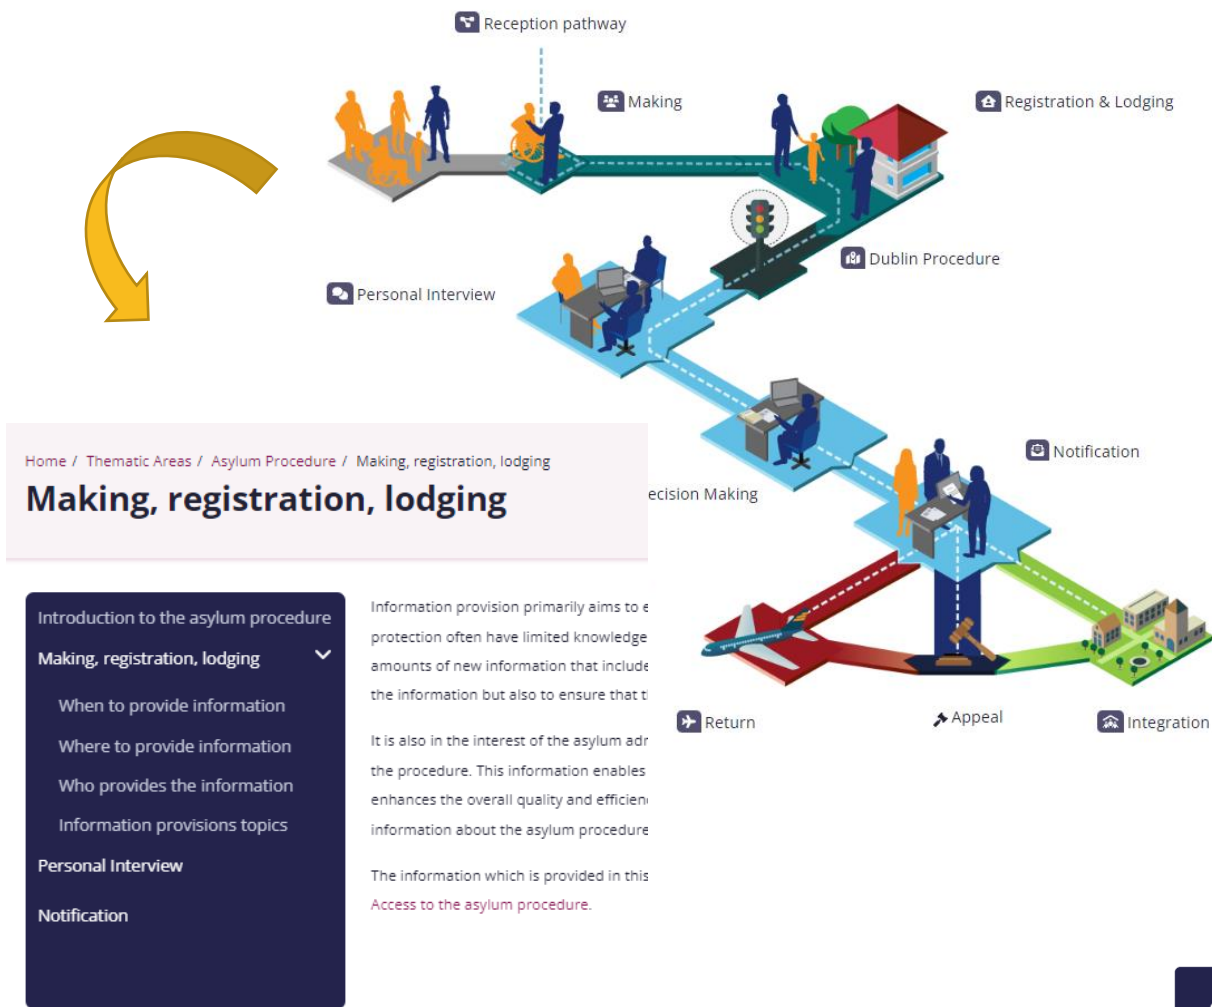 Reception pathway
Making
Registration & Lodging
Dublin Procedure
Personal Interview
Notification
ecision Making
Return
Appeal
Integration
Home / Thematic Areas / Asylum Procedure / Making, registration, lodging
Making, registration, lodging
Introduction to the asylum procedure
Making, registration, lodging
When to provide information
Where to provide information
Who provides the information
Information provisions topics
Personal Interview
Notification
Information provision primarily aims to e
protection often have limited knowledge
amounts of new information that include
the information but also to ensure that t
It is also in the interest of the asylum adr
the procedure. This information enables
enhances the overall quality and efficien
information about the asylum procedure
The information which is provided in this
Access to the asylum procedure.